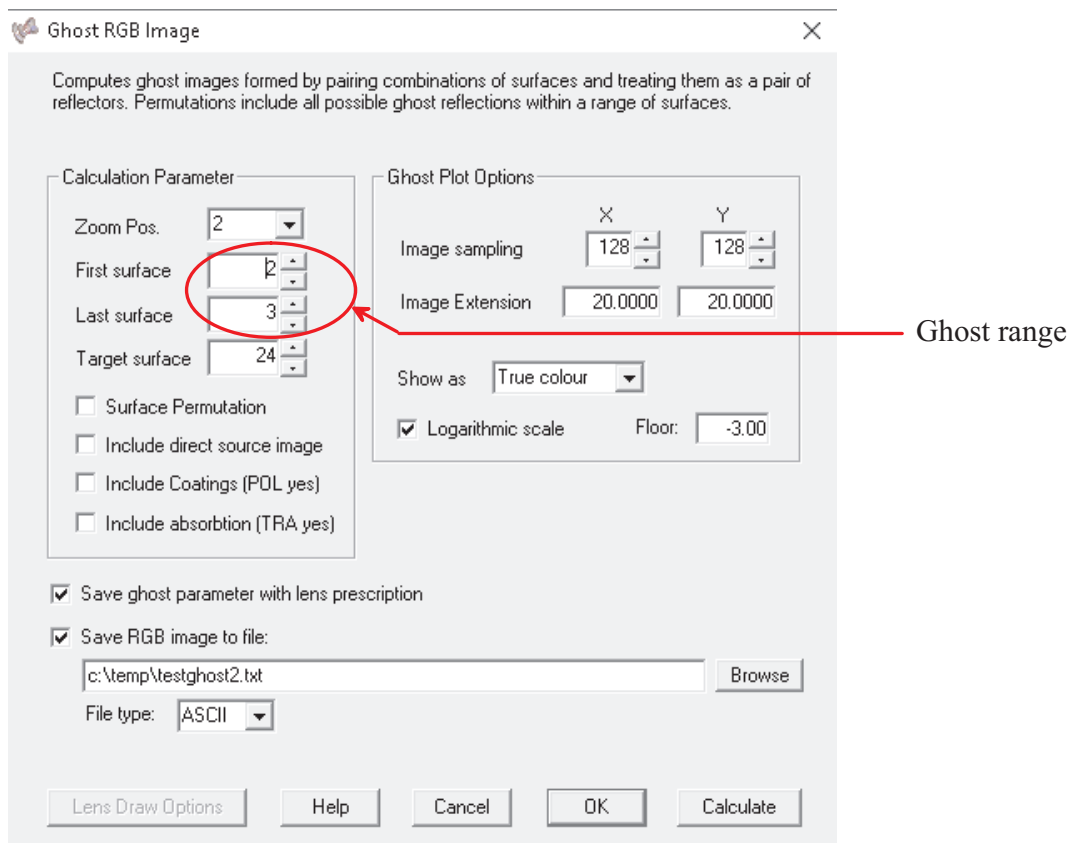 Ghost RGB Image
Computes ghost images formed by pairing combinations of surfaces and treating them as a pair of
reflectors. Permutations include all possible ghost reflections within a range of surfaces.
Calculation Parameter
Zoom Pos. 2
First surface 2
Last surface 3
Target surface 24
Surface Permutation
Include direct source image
Include Coatings (POL yes)
Include absorbtion (TRA yes)
Ghost Plot Options
X Y
Image sampling 128 128
Image Extension 20.0000 20.0000
Show as True colour
Logarithmic scale Floor: -3.00
Ghost range
Save ghost parameter with lens prescription
Save RGB image to file:
c:\temp\testghost2.txt Browse
File type: ASCII
Lens Draw Options Help Cancel OK Calculate